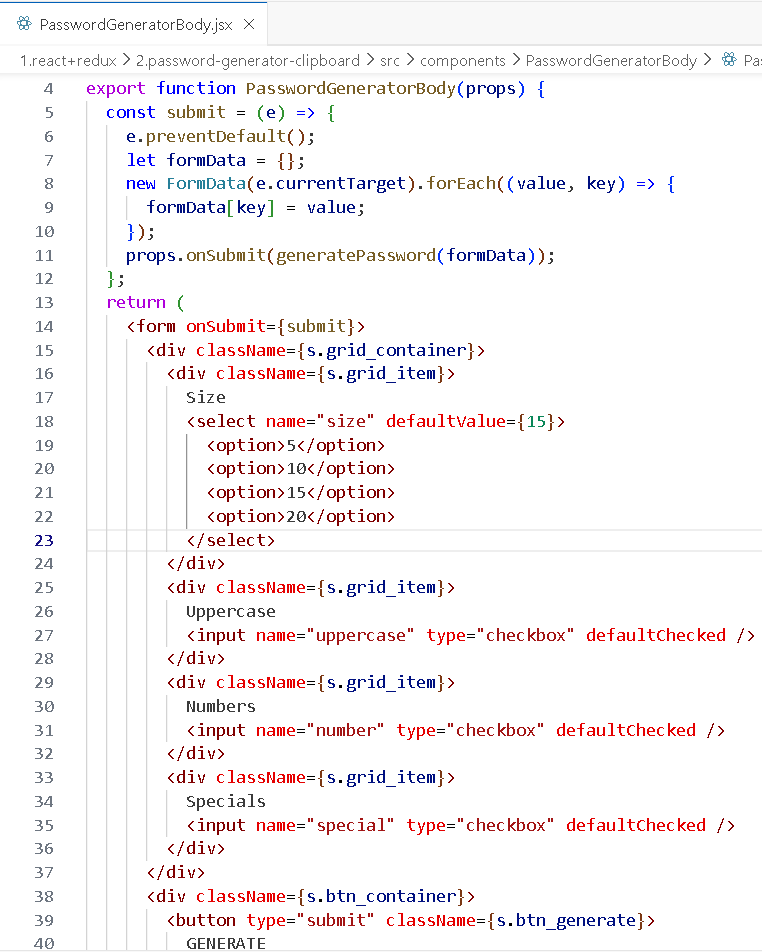 PasswordGeneratorBody.jsx ×
1.react+redux > 2.password-generator-clipboard > src > components > PasswordGeneratorBody > Pas
4 export function PasswordGeneratorBody(props) {
5 const submit = (e) => {
6 e.preventDefault();
7 let formData = {};
8 new FormData(e.currentTarget).forEach((value, key) => {
9 formData[key] = value;
10 });
11 props.onSubmit(generatePassword(formData));
12 };
13 return (
14 <form onSubmit={submit}>
15 <div className={s.grid_container}>
16 <div className={s.grid_item}>
17 Size
18 <select name="size" defaultValue={15}>
19 <option>5</option>
20 <option>10</option>
21 <option>15</option>
22 <option>20</option>
23 </select>
24 </div>
25 <div className={s.grid_item}>
26 Uppercase
27 <input name="uppercase" type="checkbox" defaultChecked />
28 </div>
29 <div className={s.grid_item}>
30 Numbers
31 <input name="number" type="checkbox" defaultChecked />
32 </div>
33 <div className={s.grid_item}>
34 Specials
35 <input name="special" type="checkbox" defaultChecked />
36 </div>
37 </div>
38 <div className={s.btn_container}>
39 <button type="submit" className={s.btn_generate}>
40 GENERATE